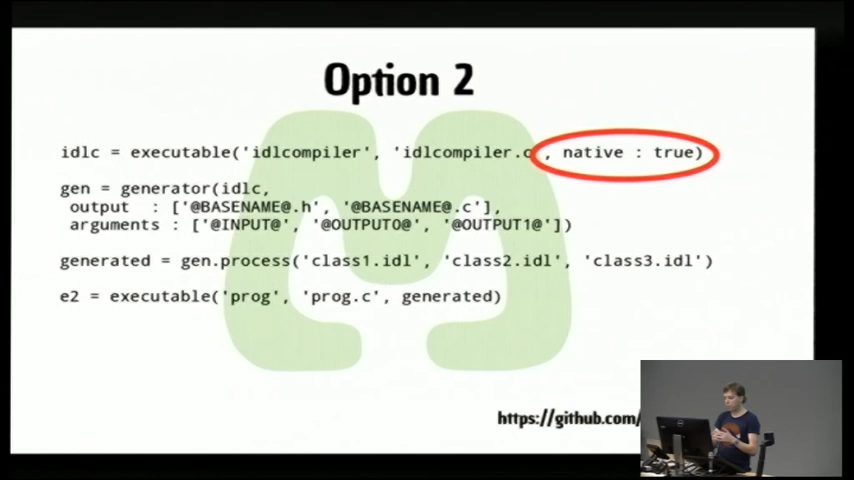 Option 2
idlc = executable('idlcompiler', 'idlcompiler.c', native : true)
gen = generator(idlc,
output : ['@BASENAME@.h', '@BASENAME@.c'],
arguments : ['@INPUT@', '@OUTPUT0@', '@OUTPUT1@'])
generated = gen.process('class1.idl', 'class2.idl', 'class3.idl')
e2 = executable('prog', 'prog.c', generated)
https://github.com/